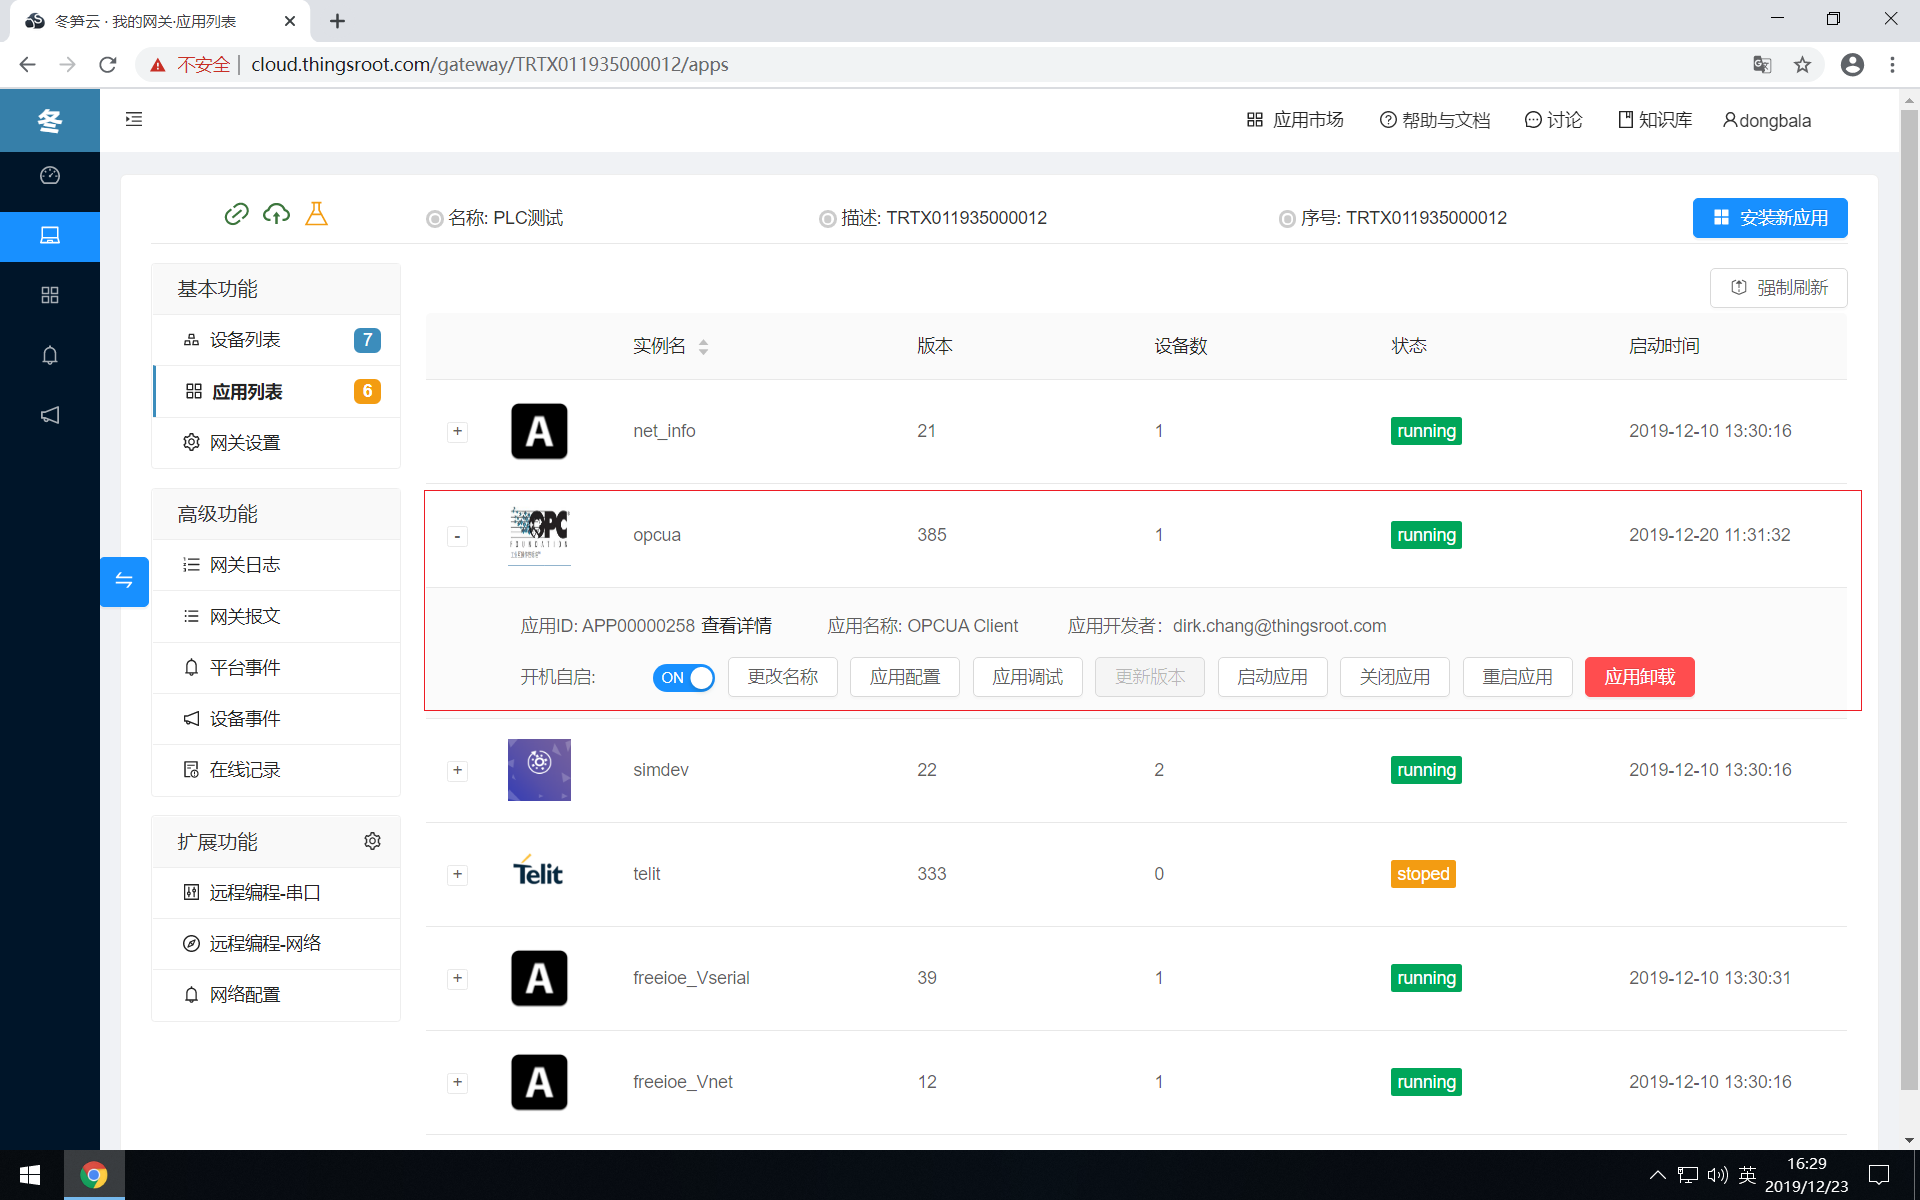 冬笋云 · 我的网关·应用列表
不安全 | cloud.thingsroot.com/gateway/TRTX011935000012/apps
冬
应用市场 帮助与文档 讨论 知识库 dongbala
名称: PLC测试 描述: TRTX011935000012 序号: TRTX011935000012 安装新应用
强制刷新
基本功能
设备列表 7
应用列表 6
网关设置
高级功能
网关日志
网关报文
平台事件
设备事件
在线记录
扩展功能
远程编程-串口
远程编程-网络
网络配置
实例名 版本 设备数 状态 启动时间
+ A net_info 21 1 running 2019-12-10 13:30:16
- OPC FOUNDATION opcua 385 1 running 2019-12-20 11:31:32
应用ID: APP00000258 查看详情 应用名称: OPCUA Client 应用开发者: dirk.chang@thingsroot.com
开机自启: ON 更改名称 应用配置 应用调试 更新版本 启动应用 关闭应用 重启应用 应用卸载
+ simdev 22 2 running 2019-12-10 13:30:16
+ Telit telit 333 0 stoped
+ A freeioe_Vserial 39 1 running 2019-12-10 13:30:31
+ A freeioe_Vnet 12 1 running 2019-12-10 13:30:16
英 16:29
2019/12/23